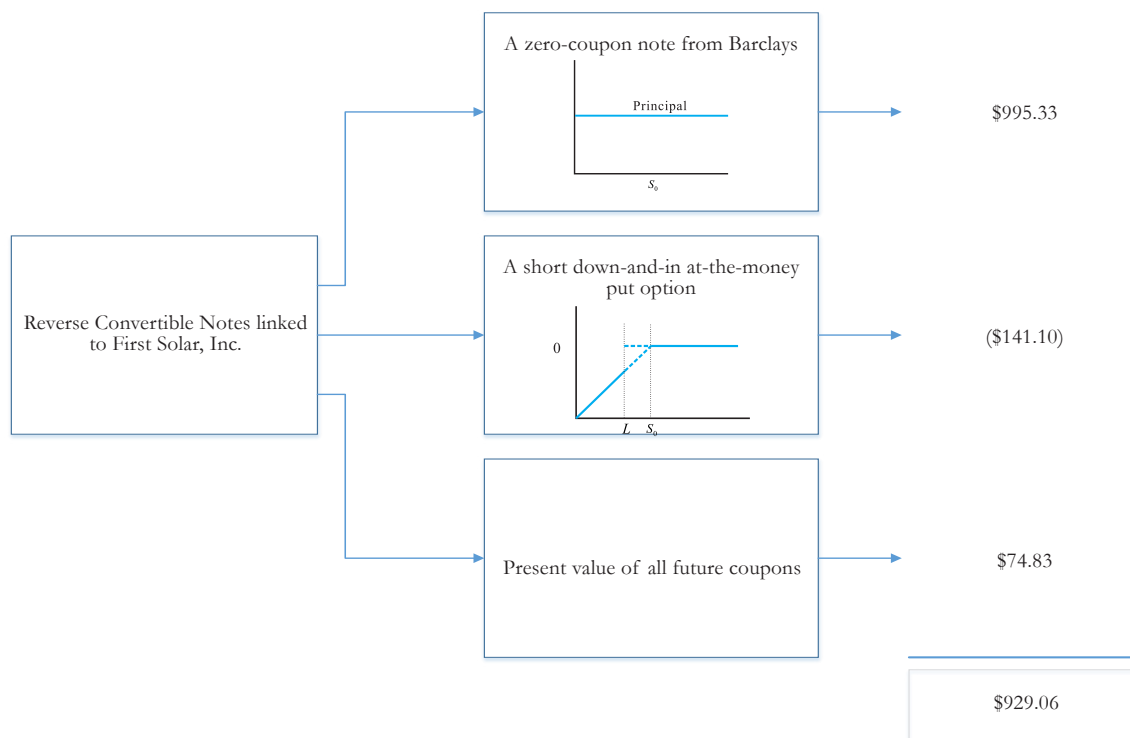 A zero-coupon note from Barclays
Principal
S₀
$995.33
Reverse Convertible Notes linked
to First Solar, Inc.
A short down-and-in at-the-money
put option
0
L S₀
($141.10)
Present value of all future coupons
$74.83
$929.06